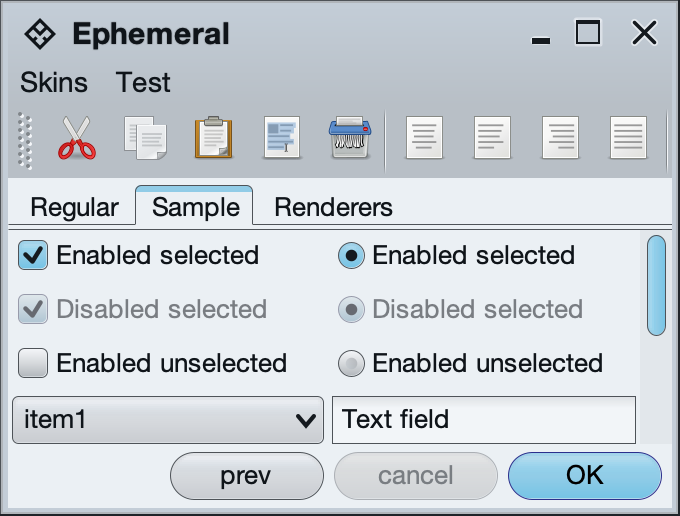 Ephemeral
Skins Test
Regular Sample Renderers
Enabled selected Enabled selected
Disabled selected Disabled selected
Enabled unselected Enabled unselected
item1 Text field
prev cancel OK